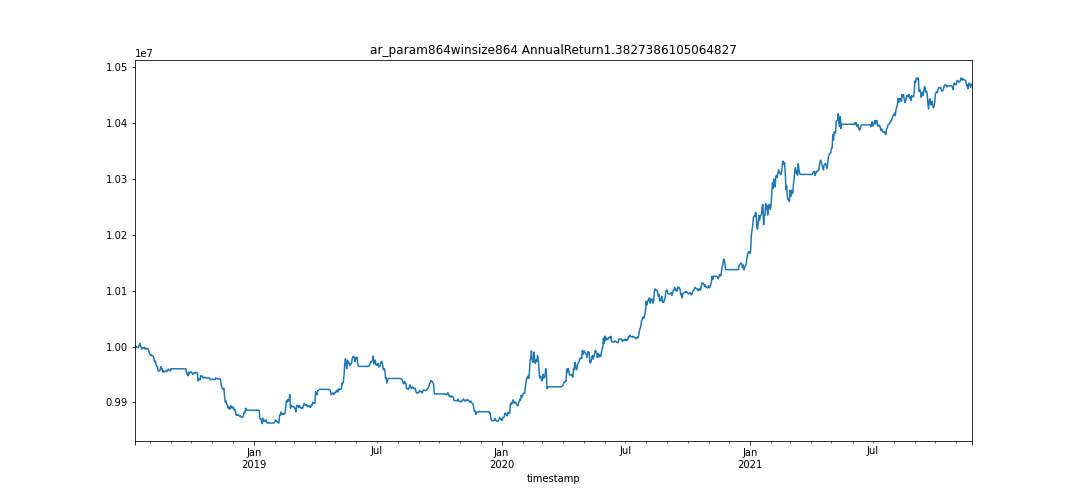 ar_param864winsize864 AnnualReturn1.3827386105064827
1e7
1.05
1.04
1.03
1.02
1.01
1.00
0.99
Jan
2019
Jul
Jan
2020
Jul
Jan
2021
Jul
timestamp